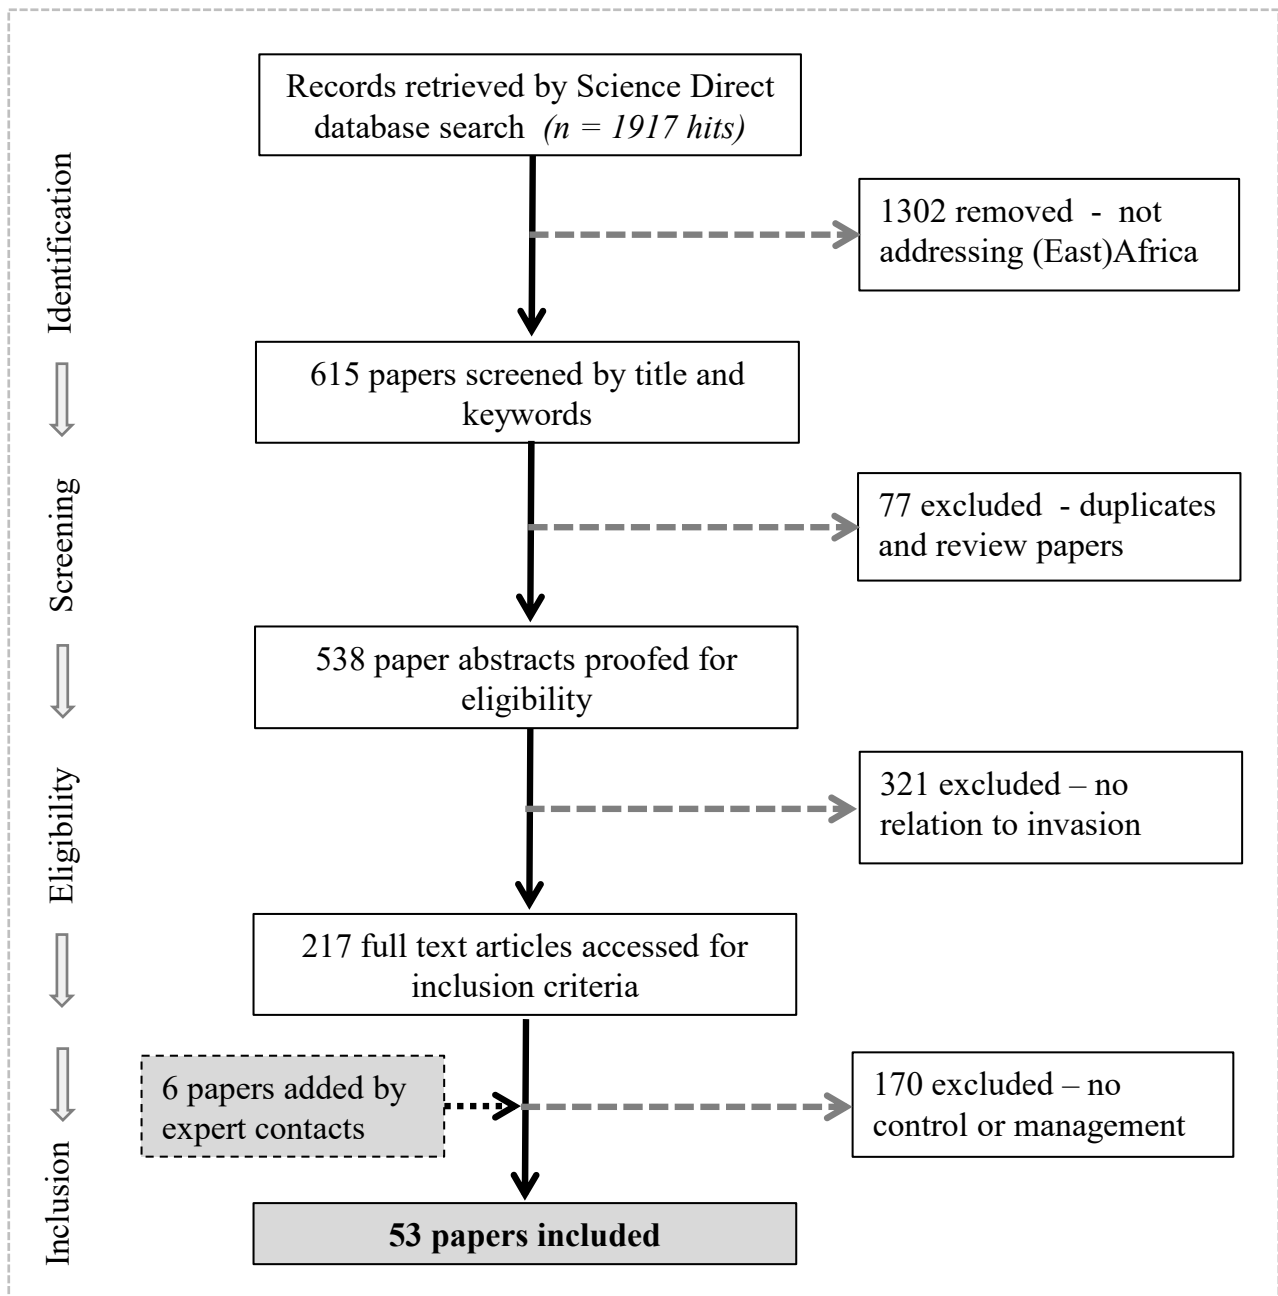 Records retrieved by Science Direct
database search (n = 1917 hits)
Identification
1302 removed - not
addressing (East)Africa
615 papers screened by title and
keywords
Screening
77 excluded - duplicates
and review papers
538 paper abstracts proofed for
eligibility
Eligibility
321 excluded – no
relation to invasion
217 full text articles accessed for
inclusion criteria
6 papers added by
expert contacts
170 excluded – no
control or management
Inclusion
53 papers included